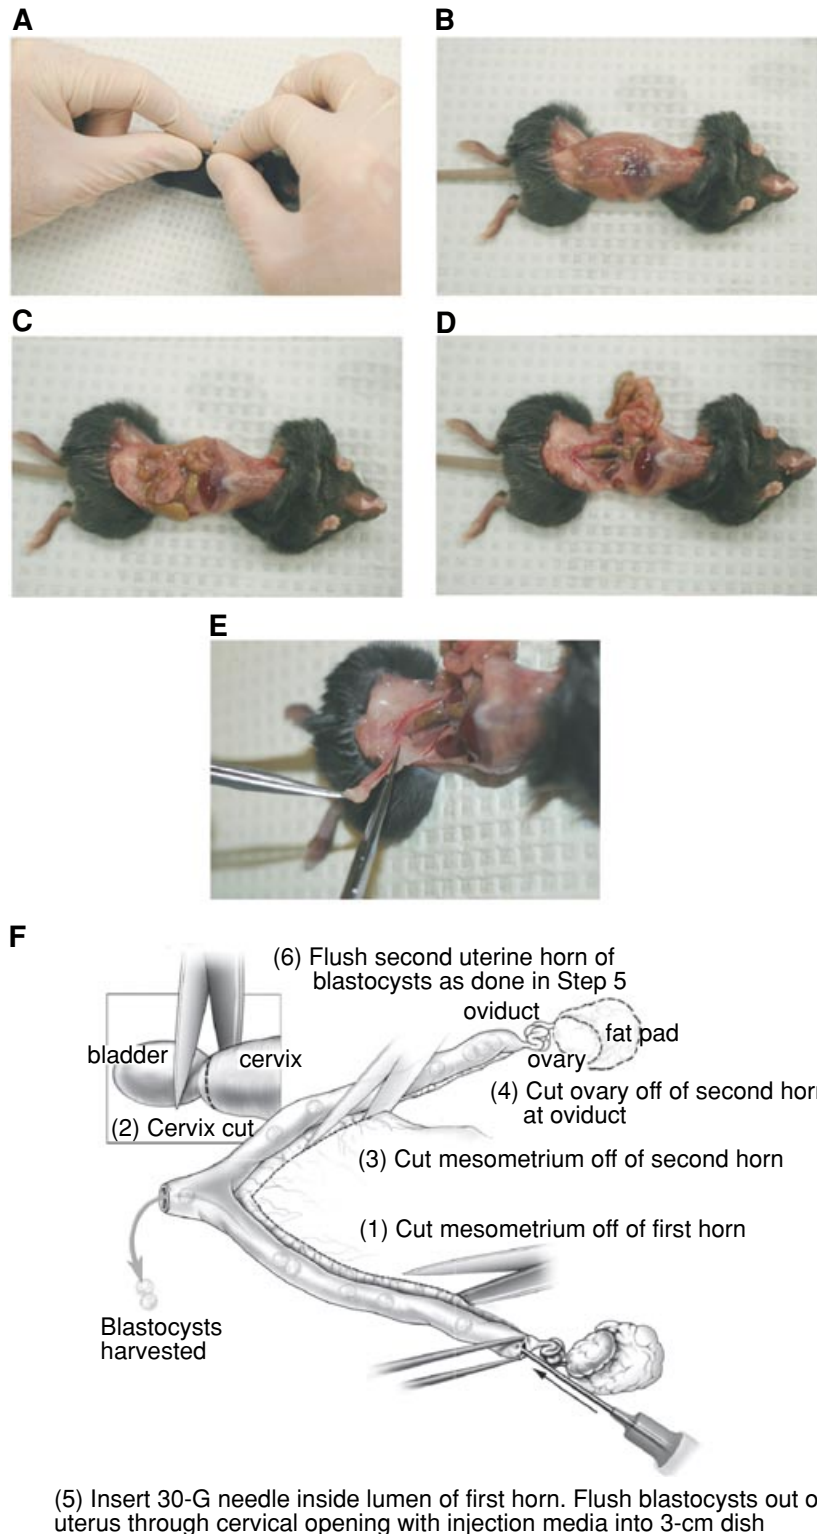 A
B
C
D
E
F
(6) Flush second uterine horn of
blastocysts as done in Step 5
oviduct
fat pad
ovary
bladder
cervix
(4) Cut ovary off of second horn
at oviduct
(2) Cervix cut
(3) Cut mesometrium off of second horn
(1) Cut mesometrium off of first horn
Blastocysts
harvested
(5) Insert 30-G needle inside lumen of first horn. Flush blastocysts out o
uterus through cervical opening with injection media into 3-cm dish